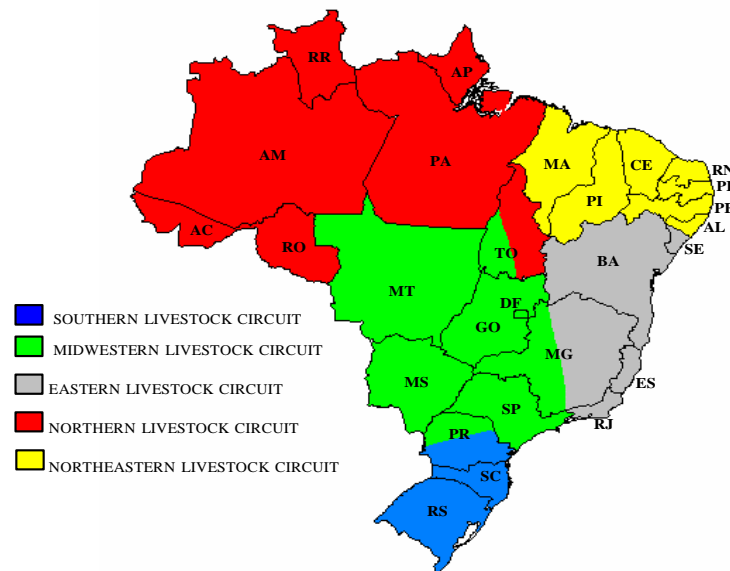 RR
AP
AM
PA
MA
CE
RN
PI
AC
RO
TO
BA
AL
SE
MT
DF
GO
MG
MS
SP
ES
RJ
PR
SC
RS
SOUTHERN LIVESTOCK CIRCUIT
MIDWESTERN LIVESTOCK CIRCUIT
EASTERN LIVESTOCK CIRCUIT
NORTHERN LIVESTOCK CIRCUIT
NORTHEASTERN LIVESTOCK CIRCUIT